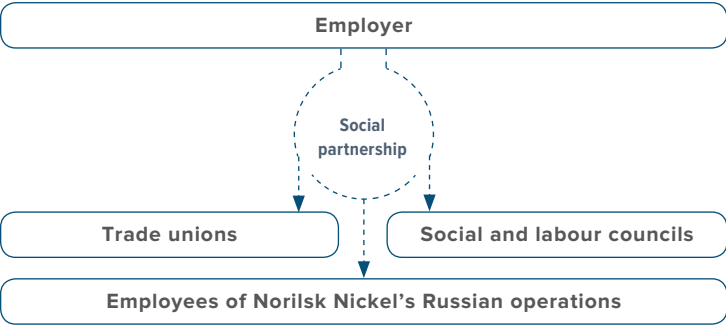 Employer
Social
partnership
Trade unions
Social and labour councils
Employees of Norilsk Nickel’s Russian operations